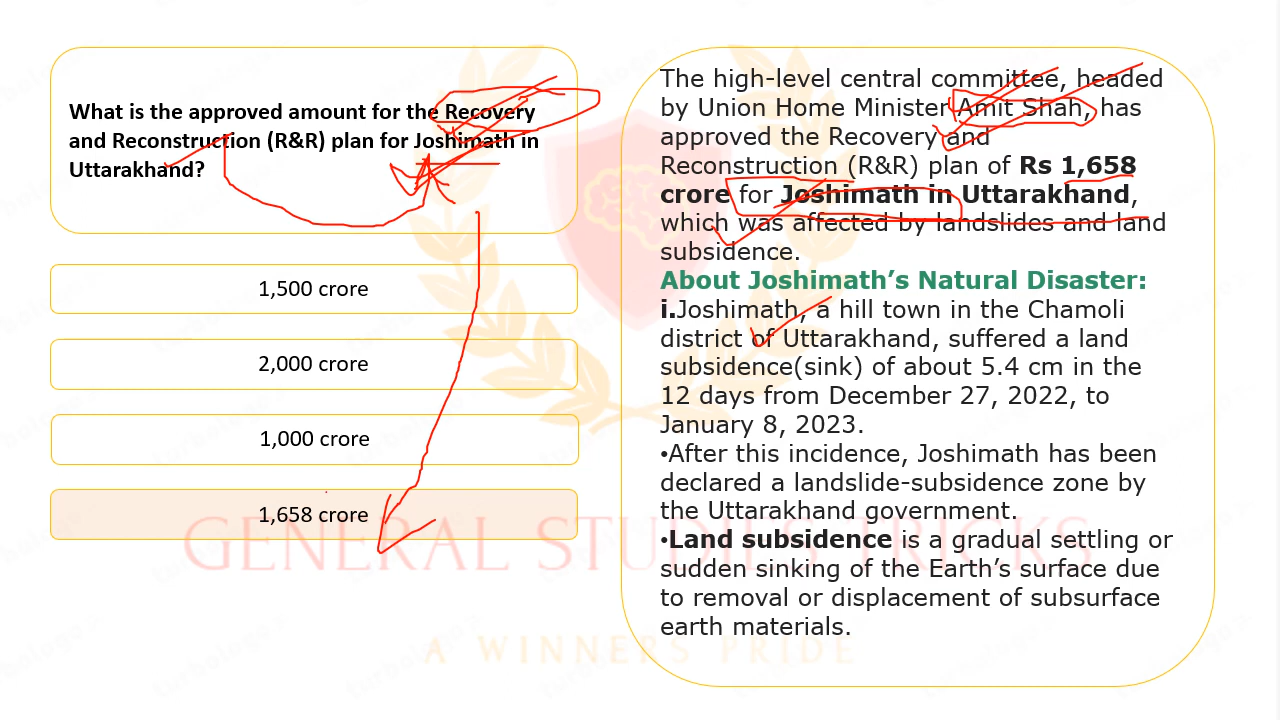 What is the approved amount for the Recovery
and Reconstruction (R&R) plan for Joshimath in
Uttarakhand?
1,500 crore
2,000 crore
1,000 crore
1,658 crore
The high-level central committee, headed
by Union Home Minister Amit Shah, has
approved the Recovery and
Reconstruction (R&R) plan of Rs 1,658
crore for Joshimath in Uttarakhand,
which was affected by landslides and land
subsidence.
About Joshimath’s Natural Disaster:
i.Joshimath, a hill town in the Chamoli
district of Uttarakhand, suffered a land
subsidence(sink) of about 5.4 cm in the
12 days from December 27, 2022, to
January 8, 2023.
•After this incidence, Joshimath has been
declared a landslide-subsidence zone by
the Uttarakhand government.
•Land subsidence is a gradual settling or
sudden sinking of the Earth’s surface due
to removal or displacement of subsurface
earth materials.
GENERAL STUDIES TRICKS
A WINNERS PRIDE